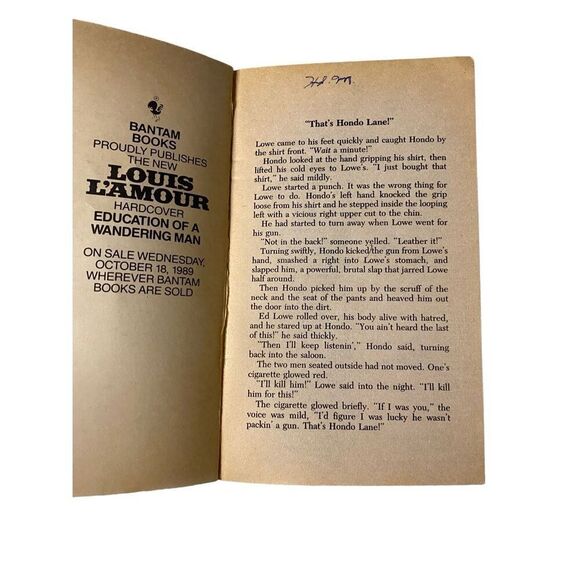 BANTAM
BOOKS
PROUDLY PUBLISHES
THE NEW
LOUIS
L'AMOUR
HARDCOVER
EDUCATION OF A
WANDERING MAN
ON SALE WEDNESDAY,
OCTOBER 18, 1989
WHEREVER BANTAM
BOOKS ARE SOLD
"That's Hondo Lane!"
Lowe came to his feet quickly and caught Hondo by
the shirt front. "Wait a minute!"
Hondo looked at the hand gripping his shirt, then
lifted his cold eyes to Lowe's. "I just bought that
shirt," he said mildly.
Lowe started a punch. It was the wrong thing for
Lowe to do. Hondo's left hand knocked the grip
loose from his shirt and he stepped inside the looping
left with a vicious right upper cut to the chin.
He had started to turn away when Lowe went for
his gun.
"Not in the back!" someone yelled. "Leather it!"
Turning swiftly, Hondo kicked the gun from Lowe's
hand, smashed a right into Lowe's stomach, and
slapped him, a powerful, brutal slap that jarred Lowe
half around.
Then Hondo picked him up by the scruff of the
neck and the seat of the pants and heaved him out
the door into the dirt.
Ed Lowe rolled over, his body alive with hatred,
and he stared up at Hondo. "You ain't heard the last
of this!" he said thickly.
"Then I'll keep listenin'," Hondo said, turning
back into the saloon.
The two men seated outside had not moved. One's
cigarette glowed red.
"I'll kill him!" Lowe said into the night. "I'll kill
him for this!"
The cigarette glowed briefly. "If I was you," the
voice was mild, "I'd figure I was lucky he wasn't
packin' a gun. That's Hondo Lane!"